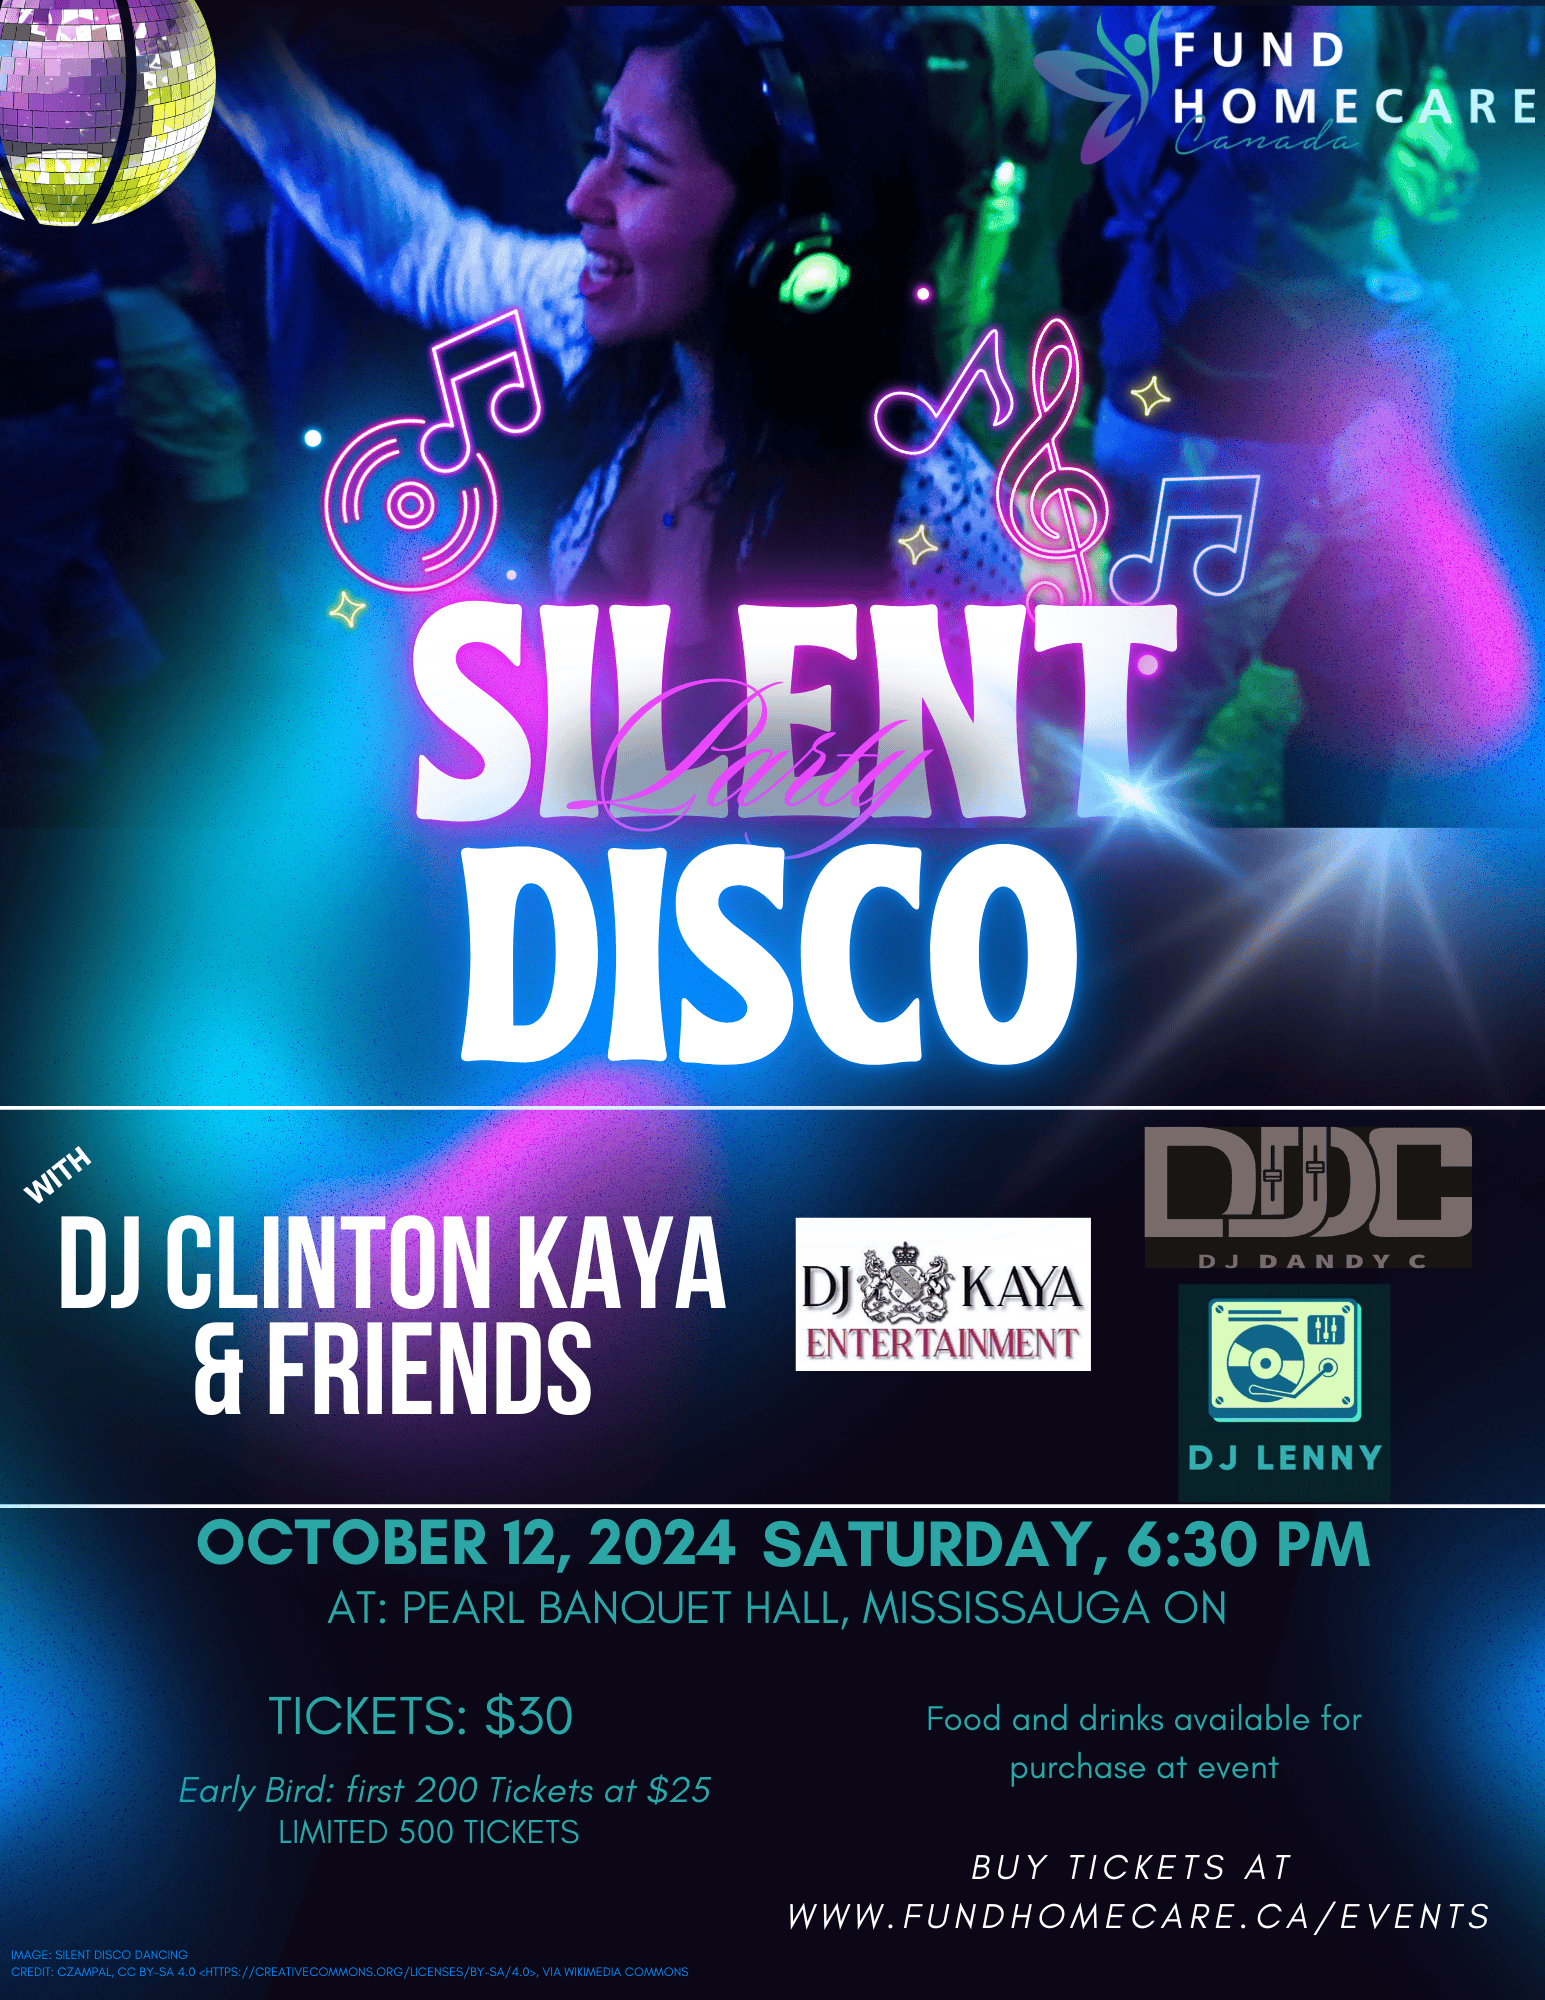 FUND
HOMECARE
Canada
SILENT
Party
DISCO
WITH
DJ CLINTON KAYA
& FRIENDS
DJ KAYA
ENTERTAINMENT
DJDC
DJ DANDY C
DJ LENNY
OCTOBER 12, 2024 SATURDAY, 6:30 PM
AT: PEARL BANQUET HALL, MISSISSAUGA ON
TICKETS: $30
Early Bird: first 200 Tickets at $25
LIMITED 500 TICKETS
Food and drinks available for
purchase at event
BUY TICKETS AT
WWW.FUNDHOMECARE.CA/EVENTS
IMAGE: SILENT DISCO DANCING
CREDIT: CZAMPAL, CC BY-SA 4.0 <HTTPS://CREATIVECOMMONS.ORG/LICENSES/BY-SA/4.0>, VIA WIKIMEDIA COMMONS